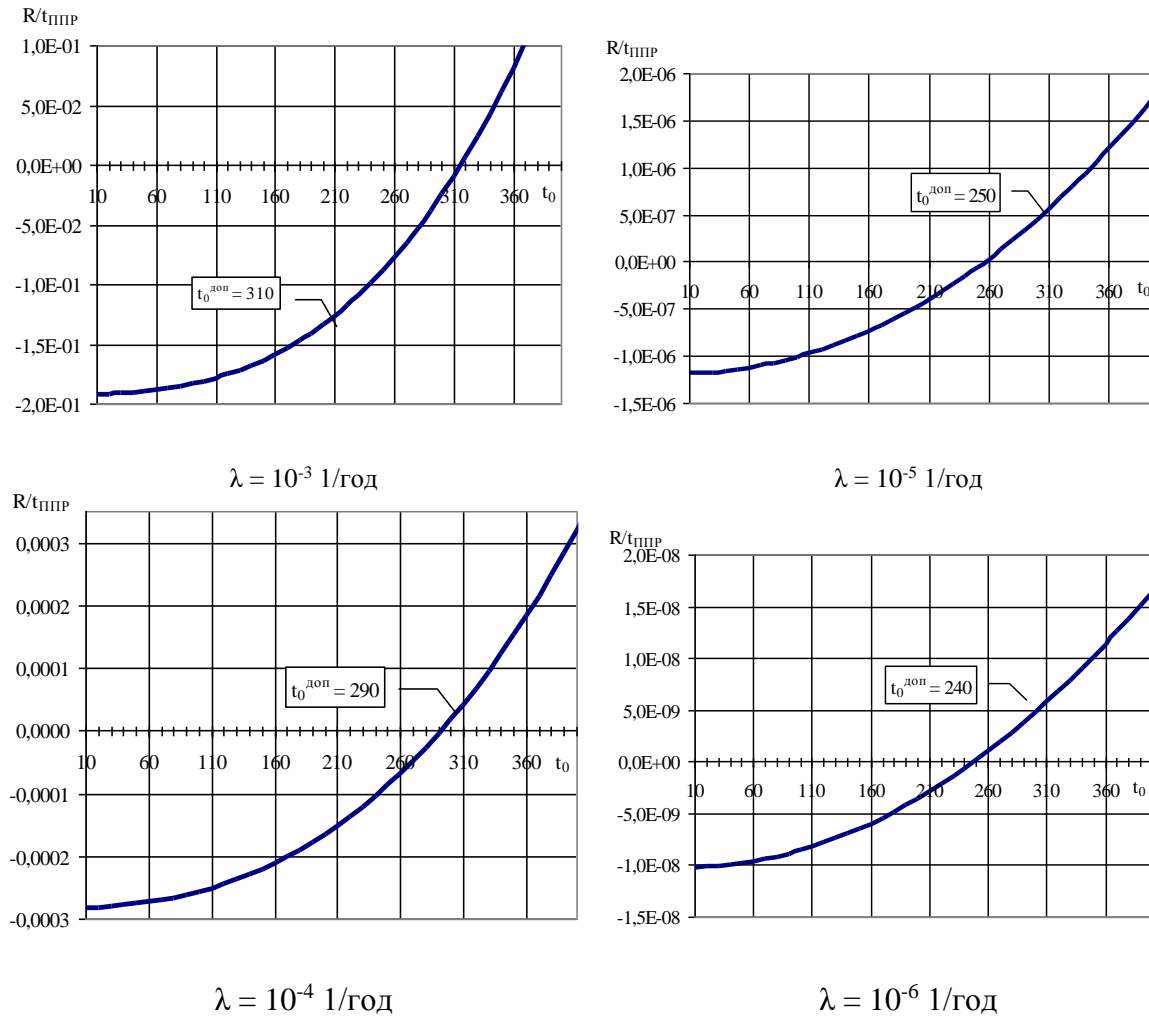 R/tППР
1,0E-01
5,0E-02
0,0E+00
10 60 110 160 210 260 310 360 t0
-5,0E-02
-1,0E-01
t0доп = 310
-1,5E-01
-2,0E-01
λ = 10-3 1/год
R/tППР
2,0E-06
1,5E-06
1,0E-06
t0доп = 250
5,0E-07
0,0E+00
10 60 110 160 210 260 310 360 t0
-5,0E-07
-1,0E-06
-1,5E-06
λ = 10-5 1/год
R/tППР
0,0003
0,0002
0,0001
t0доп = 290
0,0000
10 60 110 160 210 260 310 360 t0
-0,0001
-0,0002
-0,0003
λ = 10-4 1/год
R/tППР
2,0E-08
1,5E-08
1,0E-08
t0доп = 240
5,0E-09
0,0E+00
10 60 110 160 210 260 310 360 t0
-5,0E-09
-1,0E-08
-1,5E-08
λ = 10-6 1/год